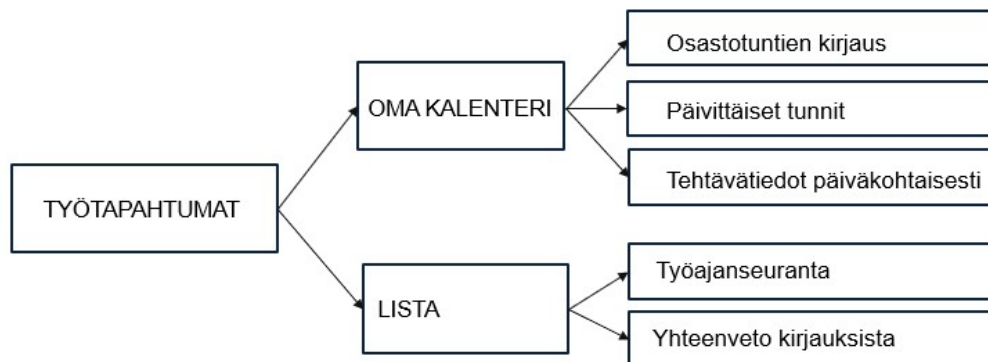 TYÖTAPAHTUMAT
OMA KALENTERI
Osastotuntien kirjaus
Päivittäiset tunnit
Tehtävätiedot päiväkohtaisesti
LISTA
Työajanseuranta
Yhteenveto kirjauksista